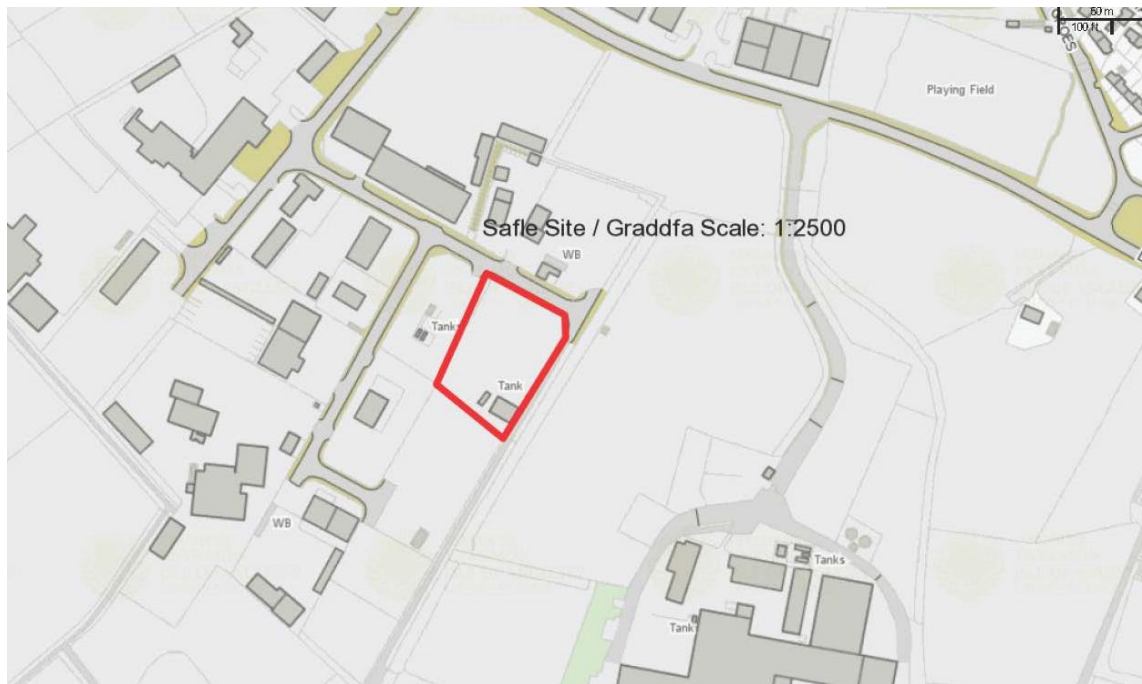 50 m
100 ft
Playing Field
Safle Site / Graddfa Scale: 1:2500
WB
Tanks
Tank
WB
Tanks
Tank